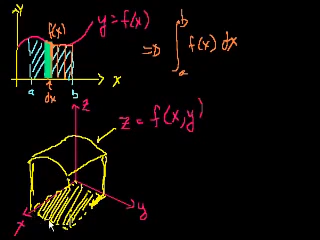 y
f(x)
y = f(x)
b
∫ f(x) dx
a
a
dx
b
x
z
z = f(x,y)
x
y